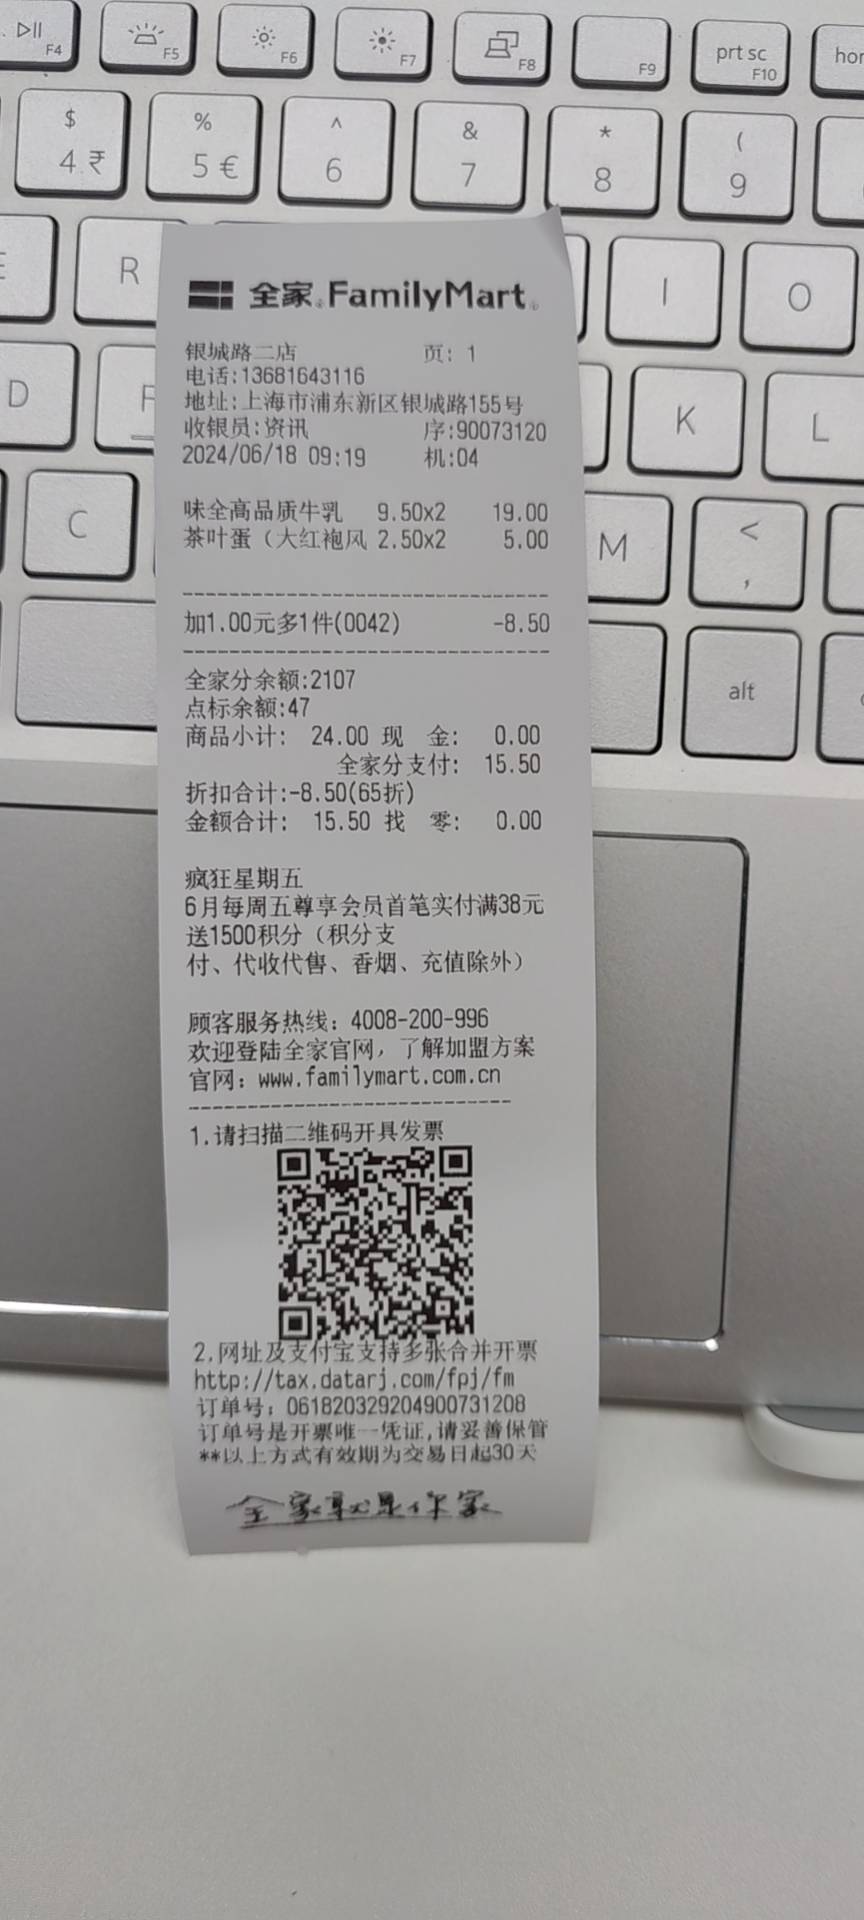 ▷|| F4 F5 F6 F7 F8 F9 prt sc F10
$ % ^ & * (
4 ₹ 5 € 6 7 8 9
R I O
D K L
C M <
,
alt
全家 FamilyMart
银城路二店 页: 1
电话:13681643116
地址:上海市浦东新区银城路155号
收银员:资讯 序:90073120
2024/06/18 09:19 机:04
味全高品质牛乳 9.50x2 19.00
茶叶蛋（大红袍风 2.50x2 5.00
加1.00元多1件(0042) -8.50
全家分余额:2107
点标余额:47
商品小计: 24.00 现 金: 0.00
全家分支付: 15.50
折扣合计:-8.50(65折)
金额合计: 15.50 找 零: 0.00
疯狂星期五
6月每周五尊享会员首笔实付满38元
送1500积分（积分支
付、代收代售、香烟、充值除外）
顾客服务热线: 4008-200-996
欢迎登陆全家官网，了解加盟方案
官网: www.familymart.com.cn
1.请扫描二维码开具发票
2.网址及支付宝支持多张合并开票
http://tax.datarj.com/fpj/fm
订单号: 061820329204900731208
订单号是开票唯一凭证,请妥善保管
**以上方式有效期为交易日起30天
全家就是你家